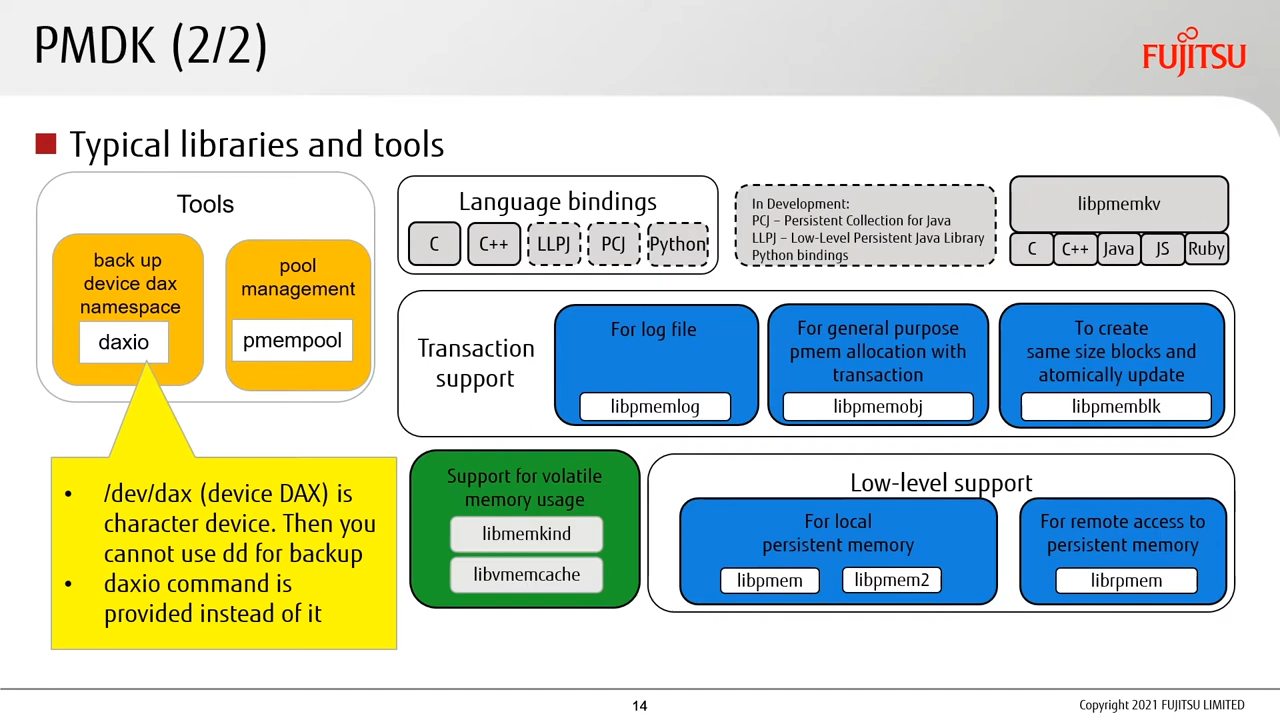 PMDK (2/2)
FUJITSU
Typical libraries and tools
Tools
back up
device dax
namespace
daxio
pool
management
pmempool
Language bindings
C
C++
LLPJ
PCJ
Python
In Development:
PCJ – Persistent Collection for Java
LLPJ – Low-Level Persistent Java Library
Python bindings
libpmemkv
C
C++
Java
JS
Ruby
Transaction
support
For log file
libpmemlog
For general purpose
pmem allocation with
transaction
libpmemobj
To create
same size blocks and
atomically update
libpmemblk
• /dev/dax (device DAX) is
character device. Then you
cannot use dd for backup
• daxio command is
provided instead of it
Support for volatile
memory usage
libmemkind
libvmemcache
Low-level support
For local
persistent memory
libpmem
libpmem2
For remote access to
persistent memory
librpmem
14
Copyright 2021 FUJITSU LIMITED